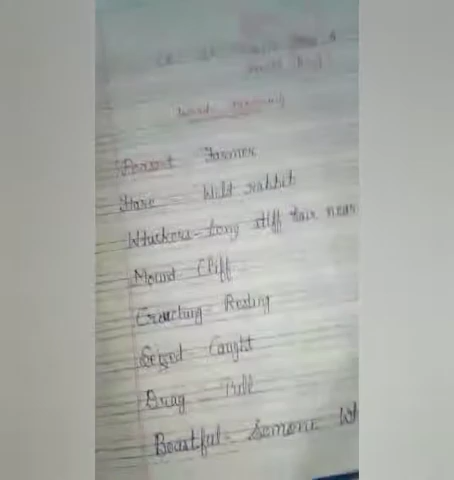 Word meaning
Peasant Farmer
Hare Wild rabbit
Whiskers - Long stiff hair near
Mound Cliff
Crouching - Resting
Seized Caught
Drag Pull
Boastful - Someone Wh